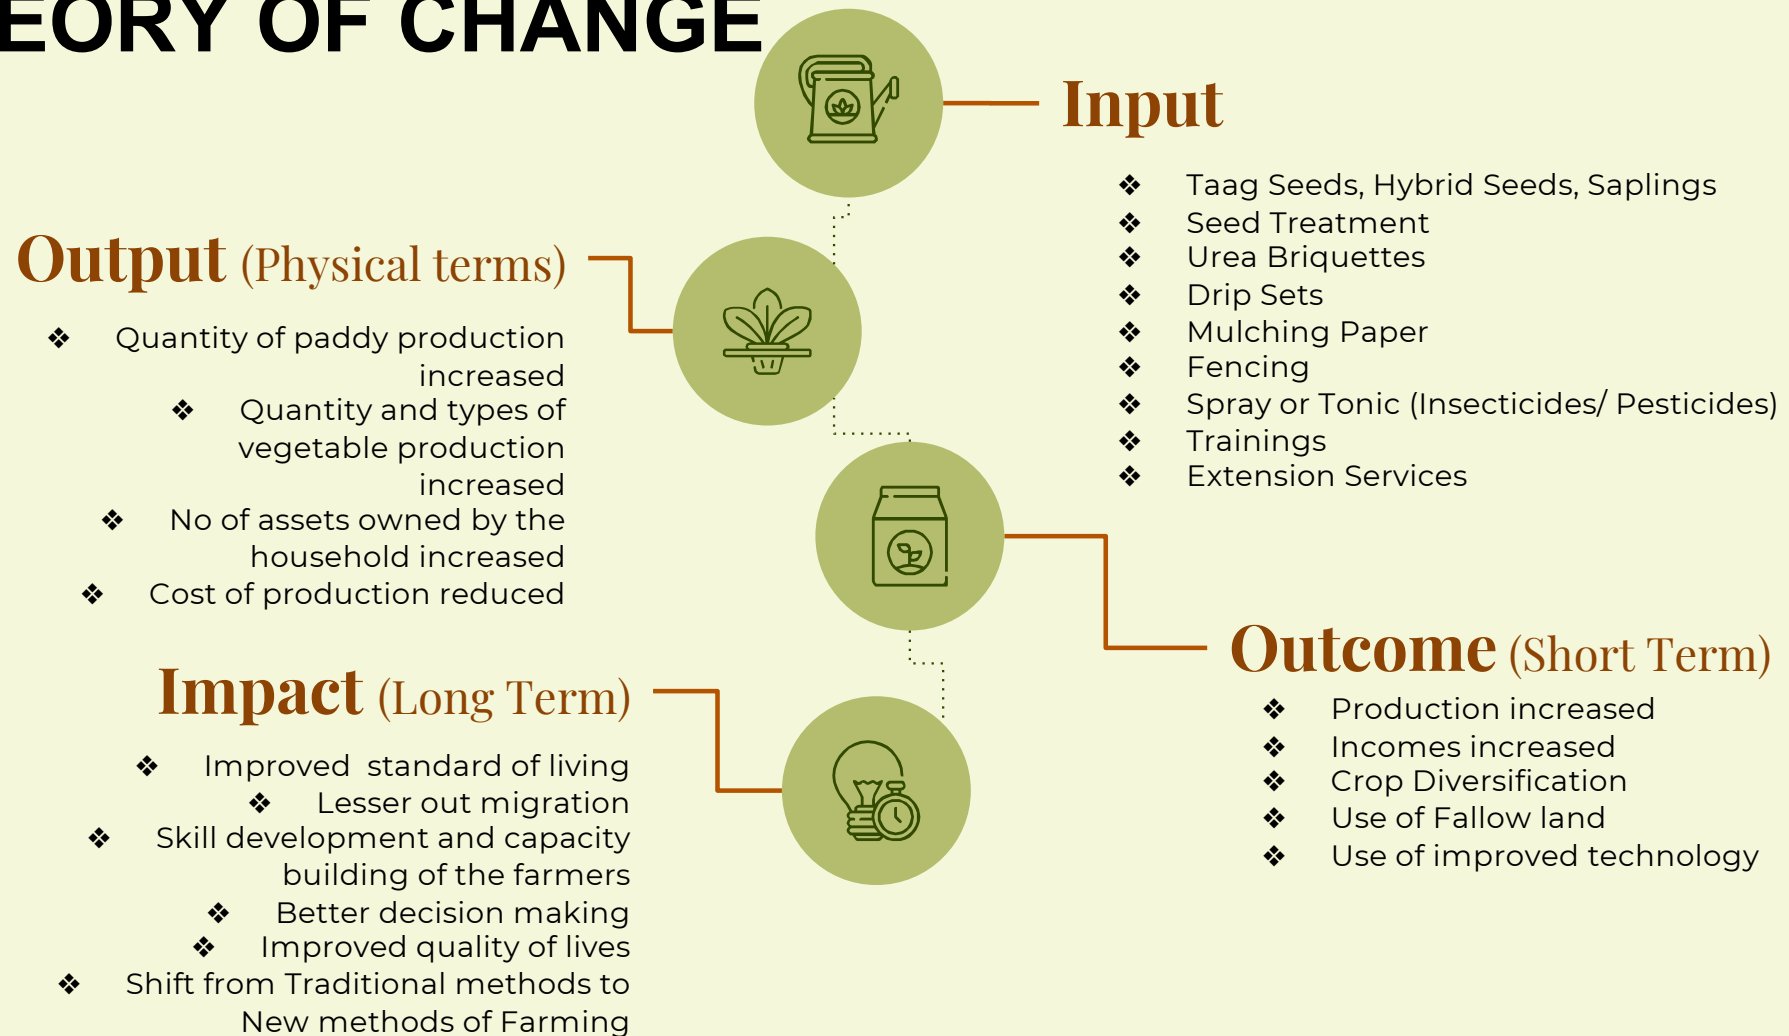 EORY OF CHANGE
Input
❖ Taag Seeds, Hybrid Seeds, Saplings
❖ Seed Treatment
❖ Urea Briquettes
❖ Drip Sets
❖ Mulching Paper
❖ Fencing
❖ Spray or Tonic (Insecticides/ Pesticides)
❖ Trainings
❖ Extension Services
Output (Physical terms)
❖ Quantity of paddy production
increased
❖ Quantity and types of
vegetable production
increased
❖ No of assets owned by the
household increased
❖ Cost of production reduced
Outcome (Short Term)
❖ Production increased
❖ Incomes increased
❖ Crop Diversification
❖ Use of Fallow land
❖ Use of improved technology
Impact (Long Term)
❖ Improved  standard of living
❖ Lesser out migration
❖ Skill development and capacity
building of the farmers
❖ Better decision making
❖ Improved quality of lives
❖ Shift from Traditional methods to
New methods of Farming